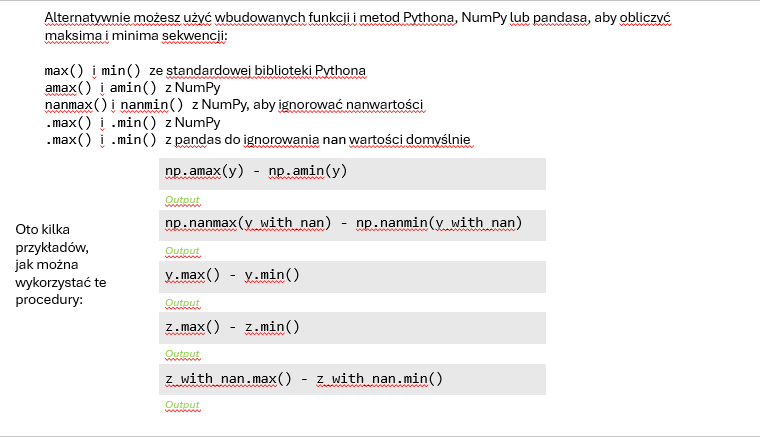 Alternatywnie możesz użyć wbudowanych funkcji i metod Pythona, NumPy lub pandasa, aby obliczyć
maksima i minima sekwencji:
max() i min() ze standardowej biblioteki Pythona
amax() i amin() z NumPy
nanmax() i nanmin() z NumPy, aby ignorować nanwartości
.max() i .min() z NumPy
.max() i .min() z pandas do ignorowania nan wartości domyślnie
Oto kilka
przykładów,
jak można
wykorzystać te
procedury:
np.amax(y) - np.amin(y)
Output
np.nanmax(y_with_nan) - np.nanmin(y_with_nan)
Output
y.max() - y.min()
Output
z.max() - z.min()
Output
z_with_nan.max() - z_with_nan.min()
Output